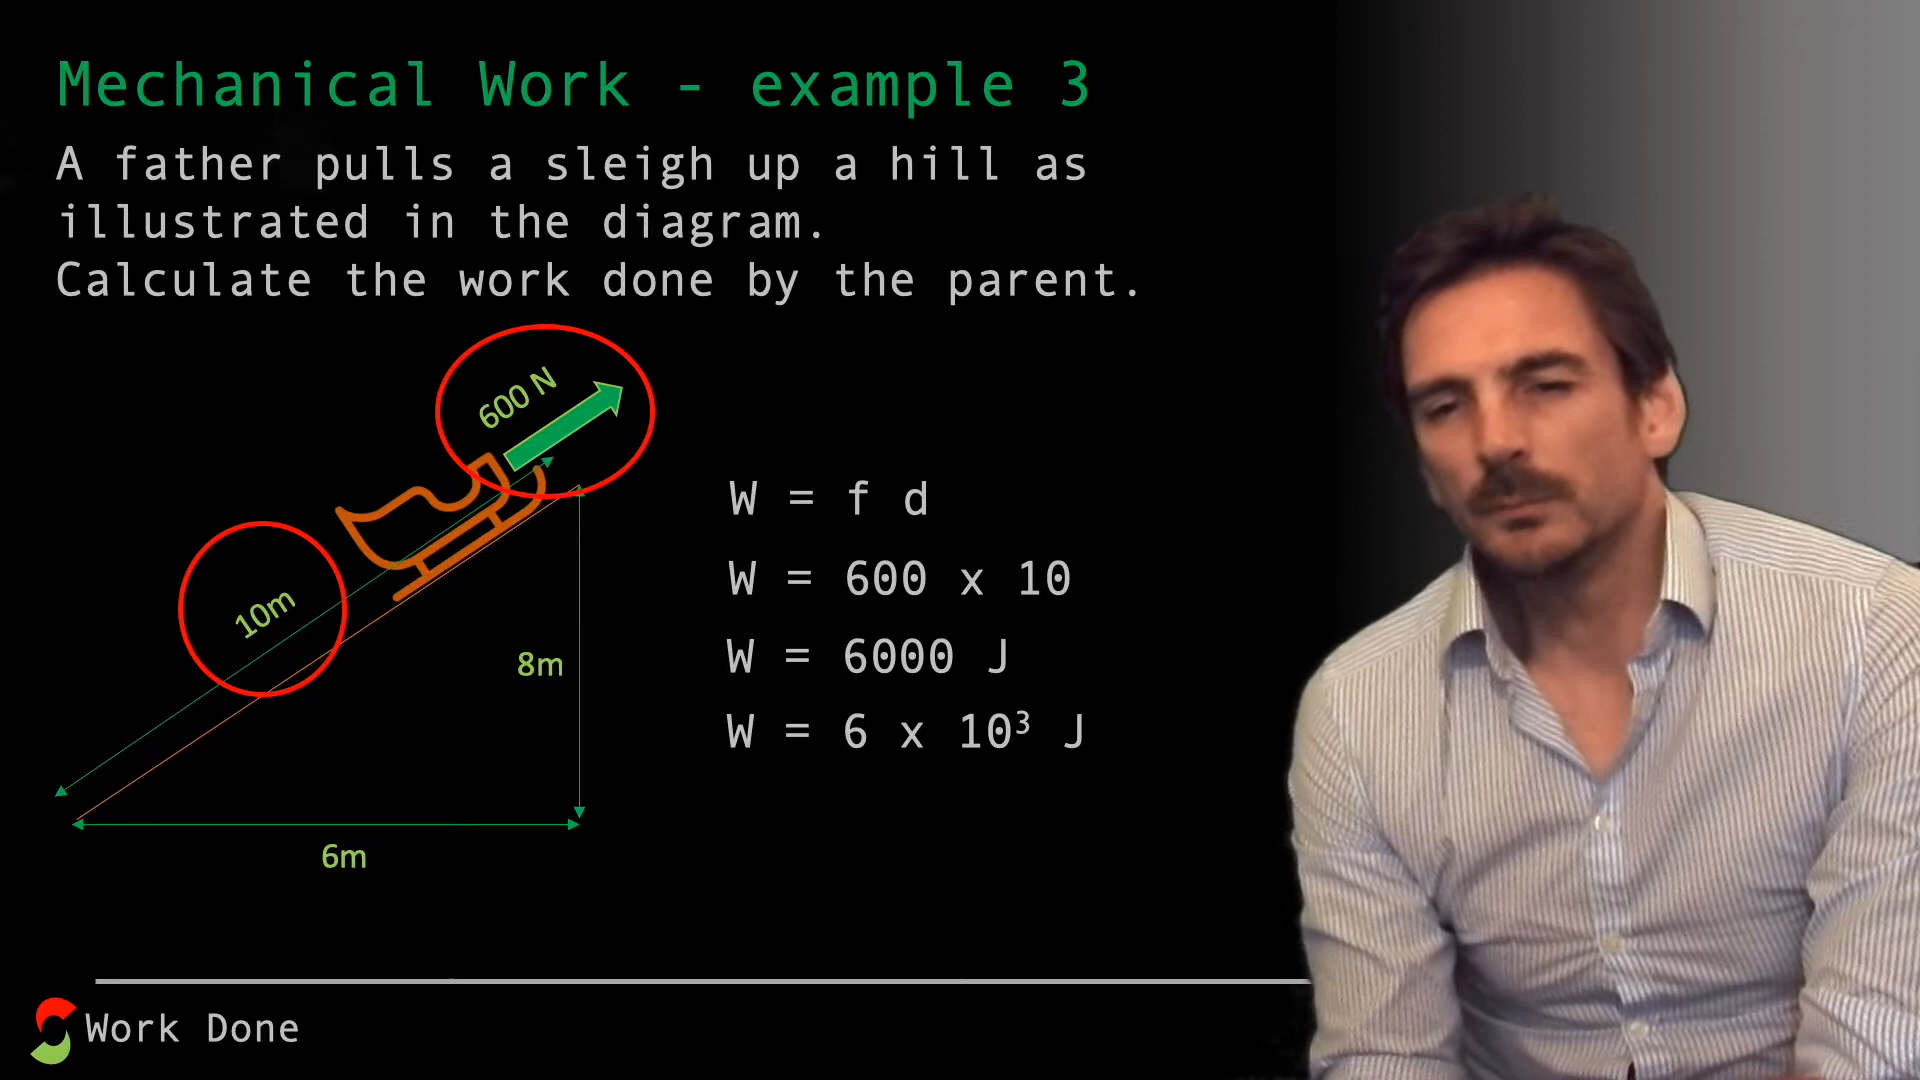 Mechanical Work - example 3
A father pulls a sleigh up a hill as
illustrated in the diagram.
Calculate the work done by the parent.
600 N
10m
8m
6m
W = f d
W = 600 x 10
W = 6000 J
W = 6 x 10³ J
Work Done